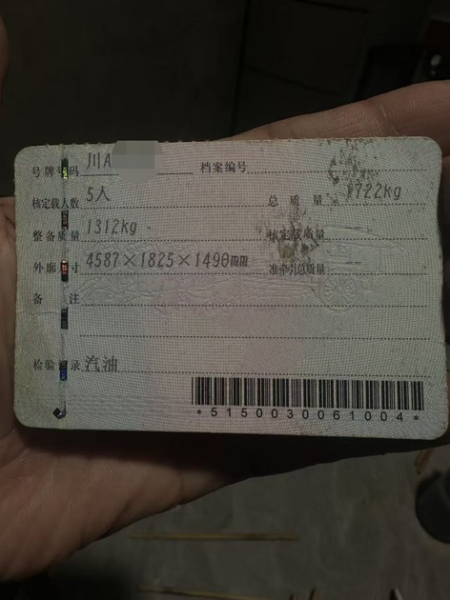 号牌号码 川A 档案编号
核定载人数 5人 总质量 1722kg
整备质量 1312kg 核定载质量
外廓尺寸 4587×1825×1490mm 准牵引总质量
备注
检验记录 汽油
*5150030061004*